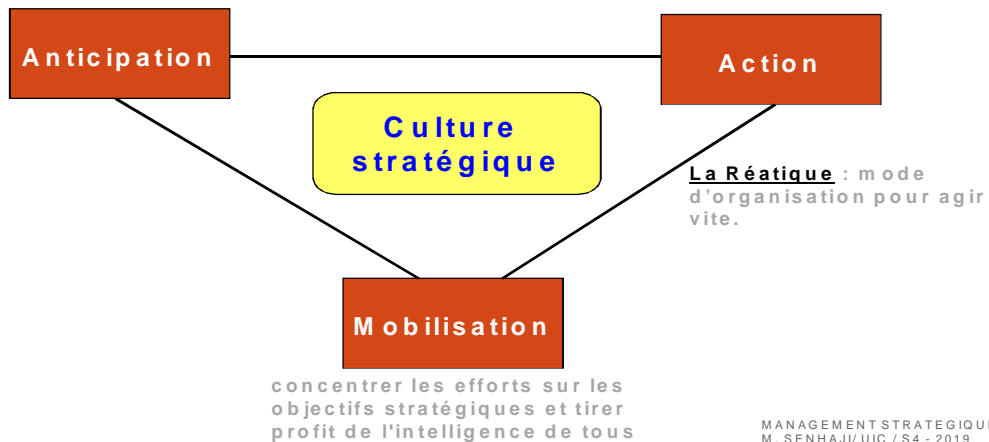 Anticipation
Action
Culture
stratégique
La Réatique : mode
d'organisation pour agir
vite.
Mobilisation
concentrer les efforts sur les
objectifs stratégiques et tirer
profit de l'intelligence de tous
MANAGEMENT STRATEGIQUE
M. SENHAJI/ UIC / S4 - 2019